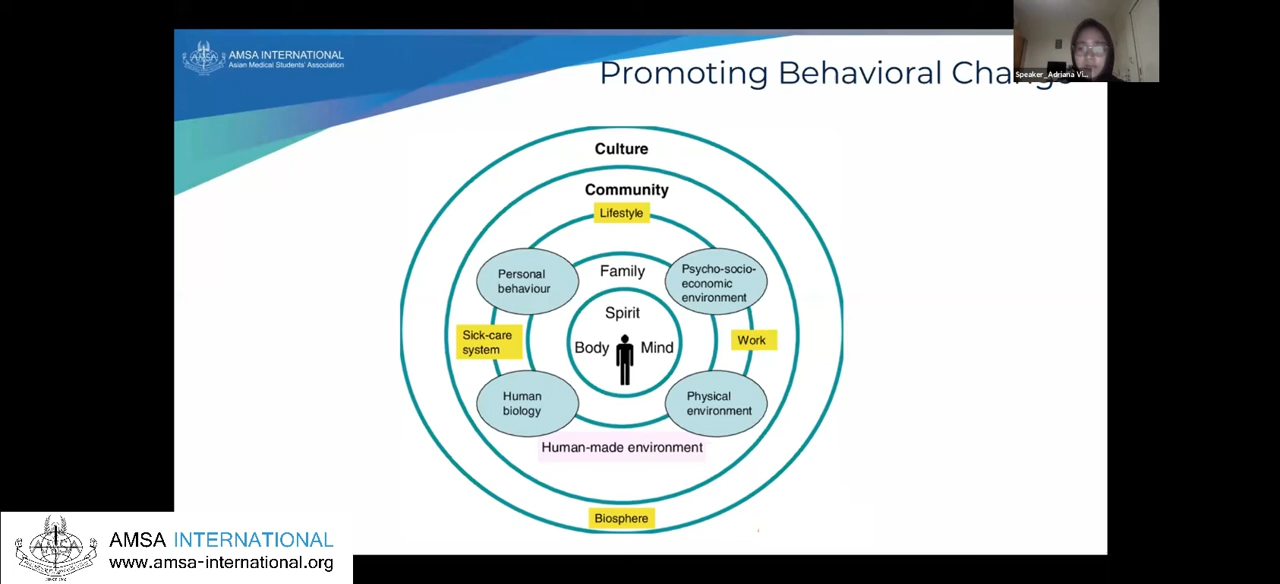 AMSA INTERNATIONAL
Asian Medical Students' Association
Promoting Behavioral Change
Speaker_Adriana Vi...
Culture
Community
Lifestyle
Personal
behaviour
Family
Psycho-socio-
economic
environment
Spirit
Body
Mind
Sick-care
system
Work
Human
biology
Physical
environment
Human-made environment
Biosphere
AMSA INTERNATIONAL
www.amsa-international.org